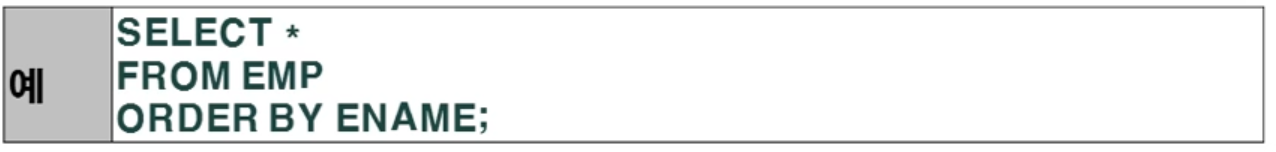 예
SELECT *
FROM EMP
ORDER BY ENAME;